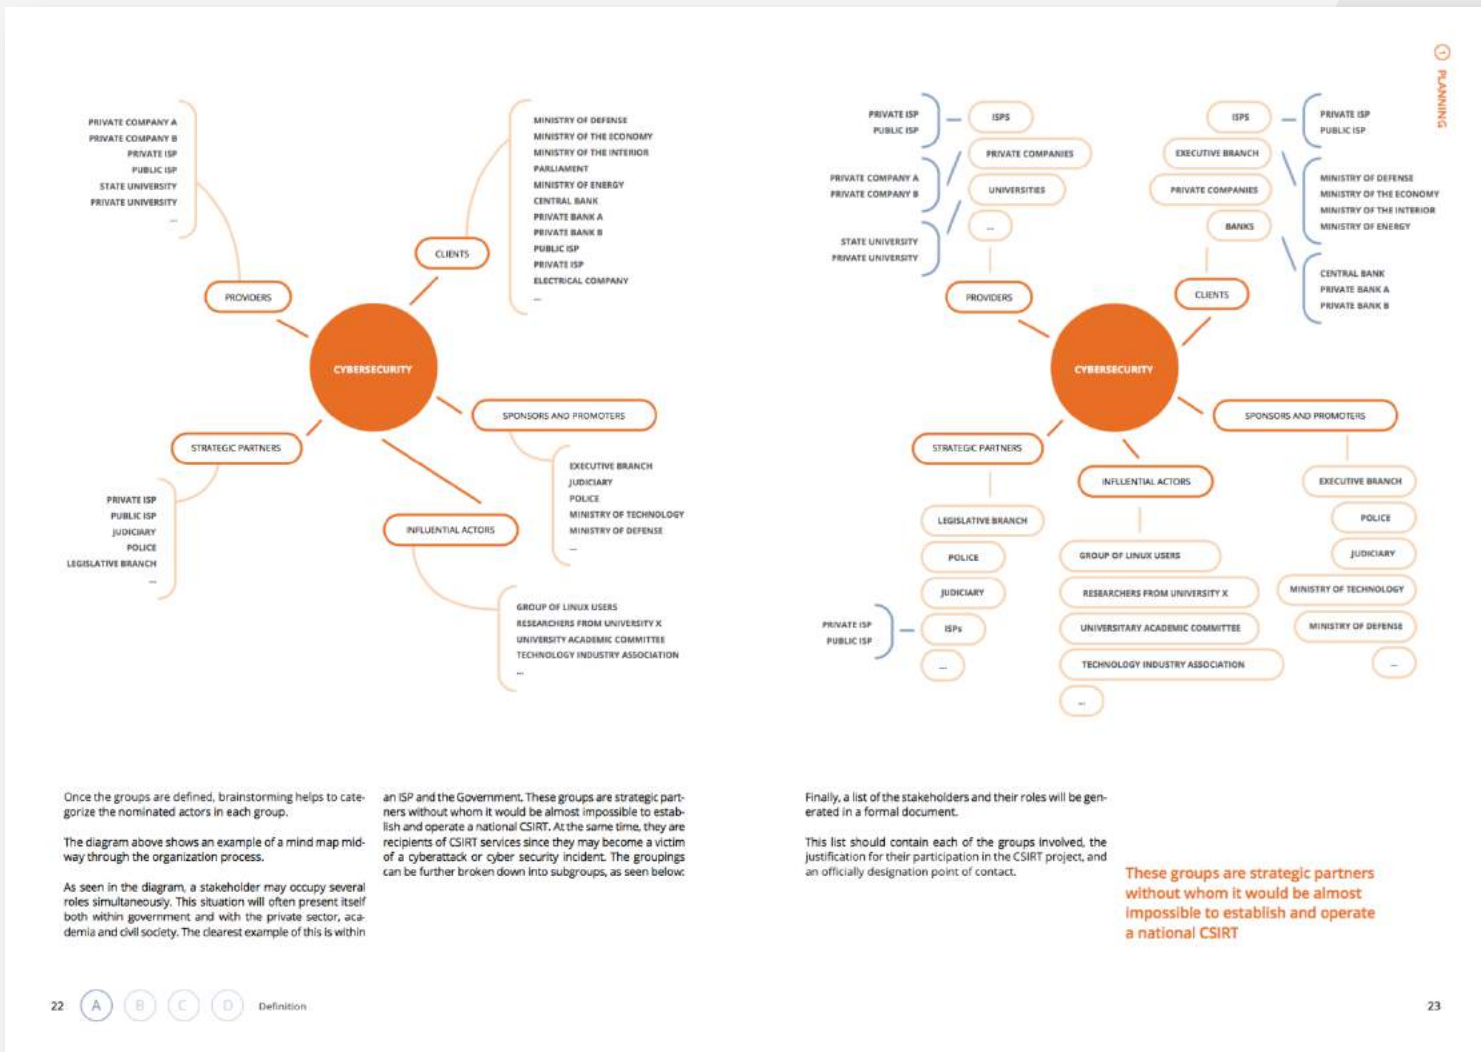 PRIVATE COMPANY A
PRIVATE COMPANY B
PRIVATE ISP
PUBLIC ISP
STATE UNIVERSITY
PRIVATE UNIVERSITY
...
PROVIDERS
MINISTRY OF DEFENSE
MINISTRY OF THE ECONOMY
MINISTRY OF THE INTERIOR
PARLIAMENT
MINISTRY OF ENERGY
CENTRAL BANK
PRIVATE BANK A
PRIVATE BANK B
PUBLIC ISP
PRIVATE ISP
ELECTRICAL COMPANY
...
CLIENTS
CYBERSECURITY
SPONSORS AND PROMOTERS
EXECUTIVE BRANCH
JUDICIARY
POLICE
MINISTRY OF TECHNOLOGY
MINISTRY OF DEFENSE
...
STRATEGIC PARTNERS
PRIVATE ISP
PUBLIC ISP
JUDICIARY
POLICE
LEGISLATIVE BRANCH
...
INFLUENTIAL ACTORS
GROUP OF LINUX USERS
RESEARCHERS FROM UNIVERSITY X
UNIVERSITY ACADEMIC COMMITTEE
TECHNOLOGY INDUSTRY ASSOCIATION
...
Once the groups are defined, brainstorming helps to cate-
gorize the nominated actors in each group.
The diagram above shows an example of a mind map mid-
way through the organization process.
As seen in the diagram, a stakeholder may occupy several
roles simultaneously. This situation will often present itself
both within government and with the private sector, aca-
demia and civil society. The clearest example of this is within
an ISP and the Government. These groups are strategic part-
ners without whom it would be almost impossible to estab-
lish and operate a national CSIRT. At the same time, they are
recipients of CSIRT services since they may become a victim
of a cyberattack or cyber security incident. The groupings
can be further broken down into subgroups, as seen below:
22
A
B
C
D
Definition
1 PLANNING
PRIVATE ISP
PUBLIC ISP
PRIVATE COMPANY A
PRIVATE COMPANY B
STATE UNIVERSITY
PRIVATE UNIVERSITY
ISPS
PRIVATE COMPANIES
UNIVERSITIES
...
PROVIDERS
ISPS
EXECUTIVE BRANCH
PRIVATE COMPANIES
BANKS
CLIENTS
PRIVATE ISP
PUBLIC ISP
MINISTRY OF DEFENSE
MINISTRY OF THE ECONOMY
MINISTRY OF THE INTERIOR
MINISTRY OF ENERGY
CENTRAL BANK
PRIVATE BANK A
PRIVATE BANK B
CYBERSECURITY
STRATEGIC PARTNERS
LEGISLATIVE BRANCH
POLICE
JUDICIARY
ISPs
...
PRIVATE ISP
PUBLIC ISP
INFLUENTIAL ACTORS
GROUP OF LINUX USERS
RESEARCHERS FROM UNIVERSITY X
UNIVERSITARY ACADEMIC COMMITTEE
TECHNOLOGY INDUSTRY ASSOCIATION
...
SPONSORS AND PROMOTERS
EXECUTIVE BRANCH
POLICE
JUDICIARY
MINISTRY OF TECHNOLOGY
MINISTRY OF DEFENSE
...
Finally, a list of the stakeholders and their roles will be gen-
erated in a formal document.
This list should contain each of the groups involved, the
justification for their participation in the CSIRT project, and
an officially designation point of contact.
These groups are strategic partners
without whom it would be almost
impossible to establish and operate
a national CSIRT
23